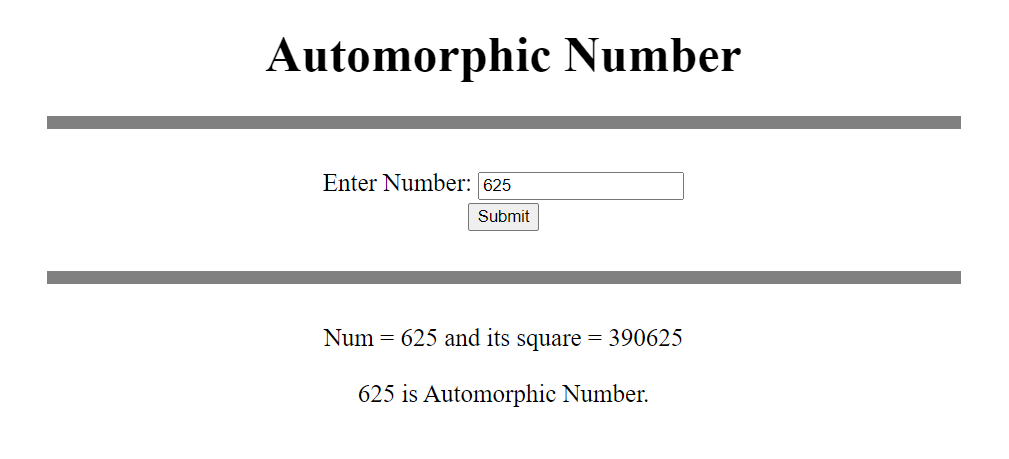 Automorphic Number
Enter Number: 625
Submit
Num = 625 and its square = 390625
625 is Automorphic Number.